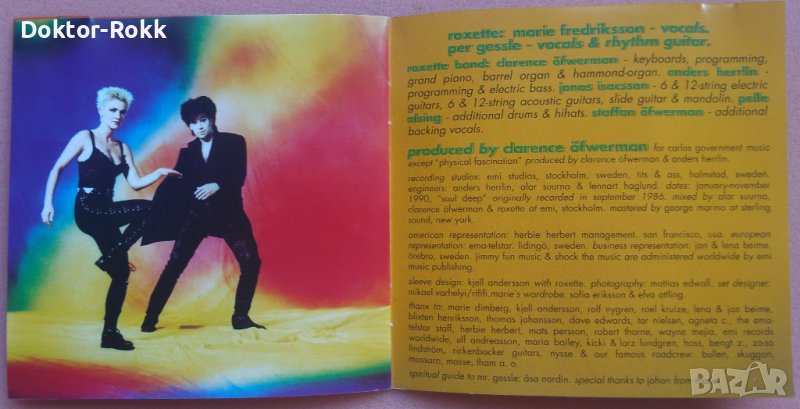 Doktor-Rokk
roxette: marie fredriksson - vocals.
per gessle - vocals & rhythm guitar.
roxette band: clarence öfwerman - keyboards, programming,
grand piano, barrel organ & hammond-organ. anders herrlin -
programming & electric bass. jonas isacsson - 6 & 12-string electric
guitars, 6 & 12-string acoustic guitars, slide guitar & mandolin. pelle
alsing - additional drums & hihats. staffan öfwerman - additional
backing vocals.
produced by clarence öfwerman for carlos government music
except "physical fascination" produced by clarence öfwerman & anders herrlin.
recording studios: emi studios, stockholm, sweden, tits & ass, halmstad, sweden.
engineers: anders herrlin, alar suurna & lennart haglund. dates: january-november
1990, "soul deep" originally recorded in september 1986. mixed by alar suurna,
clarence öfwerman & roxette at emi, stockholm. mastered by george marino at sterling
sound, new york.
american representation: herbie herbert management. san francisco, usa. european
representation: ema-telstar. lidingö, sweden. business representation: jan & lena beime.
örebro, sweden. jimmy fun music & shock the music are administered worldwide by emi
music publishing.
sleeve design: kjell andersson with roxette. photography: mattias edwall. set designer:
mikael varhelyi/rififi. marie's wardrobe: sofia eriksson & efva attling.
thanx to: marie dimberg, kjell andersson, rolf nygren, roel kruize, lena & jan beime,
blixten henriksson, thomas johansson, dave edwards, tor nielsen, agneta c., the ema-
telstar staff, herbie herbert, mats persson, robert thorne, wayne mejia, emi records
worldwide, ulf andreasson, maria bailey, kicki & larz lundgren, hoss, bengt z., zo-so
lindström, rickenbacker guitars, nysse & our famous roadcrew: bullen, skuggan,
massaro, masse, tham a. o.
spiritual guide to mr. gessle: åsa nordin. special thanks to johan from
BAZAR